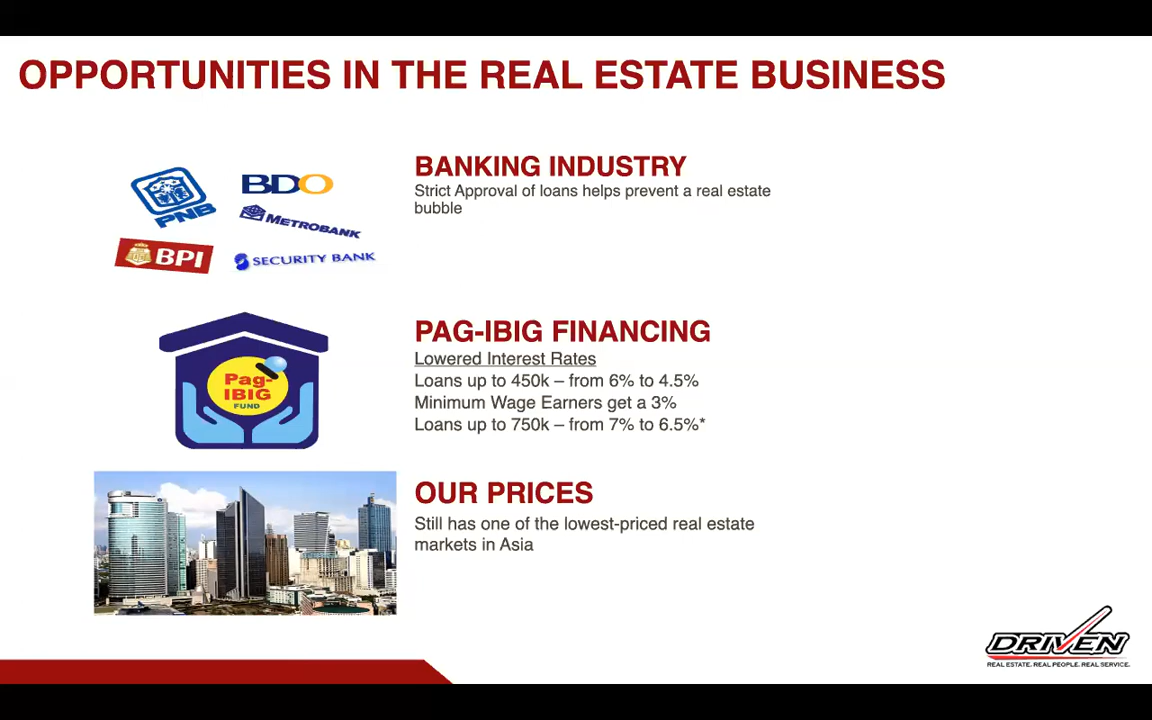 OPPORTUNITIES IN THE REAL ESTATE BUSINESS
PNB
BDO
METROBANK
BPI
SECURITY BANK
BANKING INDUSTRY
Strict Approval of loans helps prevent a real estate
bubble
Pag-
IBIG
FUND
PAG-IBIG FINANCING
Lowered Interest Rates
Loans up to 450k – from 6% to 4.5%
Minimum Wage Earners get a 3%
Loans up to 750k – from 7% to 6.5%*
OUR PRICES
Still has one of the lowest-priced real estate
markets in Asia
DRIVEN
REAL ESTATE. REAL PEOPLE. REAL SERVICE.